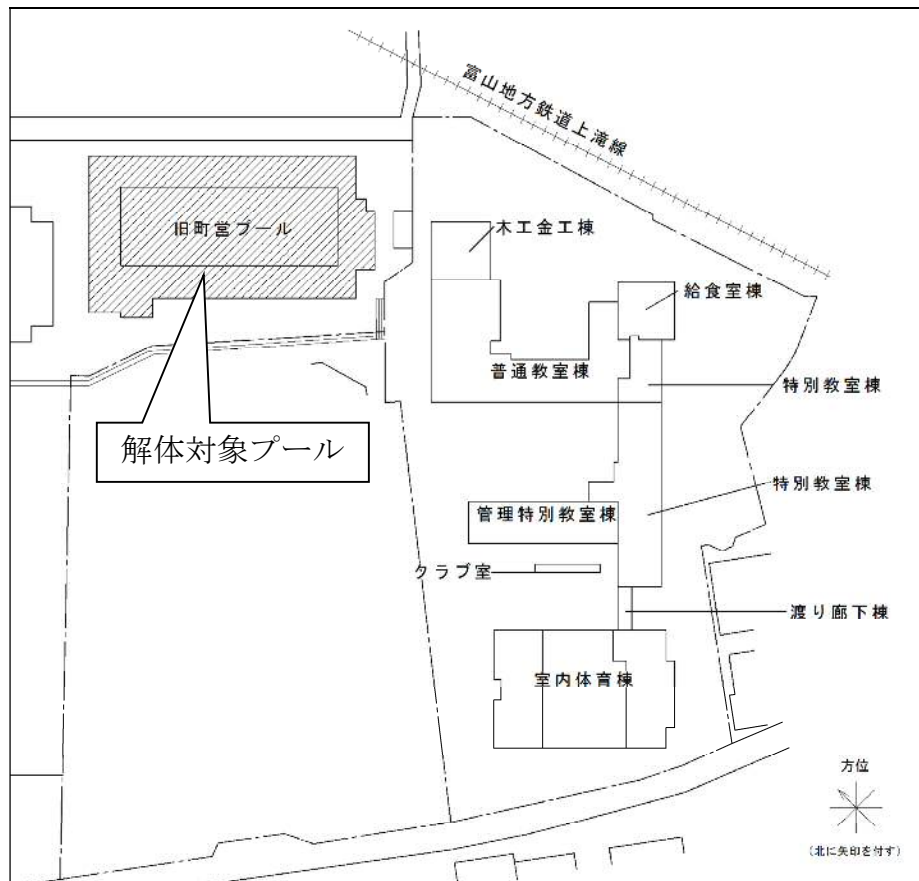 富山地方鉄道上滝線
旧町営プール
木工金工棟
給食室棟
普通教室棟
特別教室棟
解体対象プール
特別教室棟
管理特別教室棟
クラブ室
渡り廊下棟
室内体育棟
方位
(北に矢印を付す)